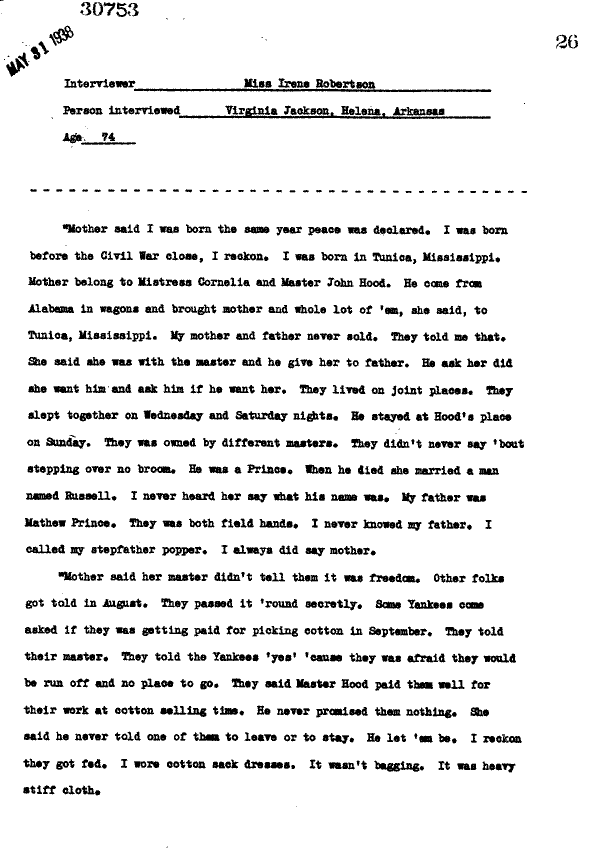 30753
MAY 31 1938
26
Interviewer Miss Irene Robertson
Person interviewed Virginia Jackson, Helena, Arkansas
Age 74
"Mother said I was born the same year peace was declared. I was born
before the Civil War close, I reckon. I was born in Tunica, Mississippi.
Mother belong to Mistress Cornelia and Master John Hood. He come from
Alabama in wagons and brought mother and whole lot of 'em, she said, to
Tunica, Mississippi. My mother and father never sold. They told me that.
She said she was with the master and he give her to father. He ask her did
she want him and ask him if he want her. They lived on joint places. They
slept together on Wednesday and Saturday nights. He stayed at Hood's place
on Sunday. They was owned by different masters. They didn't never say 'bout
stepping over no broom. He was a Prince. When he died she married a man
named Russell. I never heard her say what his name was. My father was
Mathew Prince. They was both field hands. I never knowed my father. I
called my stepfather popper. I always did say mother.
"Mother said her master didn't tell them it was freedom. Other folks
got told in August. They passed it 'round secretly. Some Yankees come
asked if they was getting paid for picking cotton in September. They told
their master. They told the Yankees 'yes' 'cause they was afraid they would
be run off and no place to go. They said Master Hood paid them well for
their work at cotton selling time. He never promised them nothing. She
said he never told one of them to leave or to stay. He let 'em be. I reckon
they got fed. I wore cotton sack dresses. It wasn't bagging. It was heavy
stiff cloth.